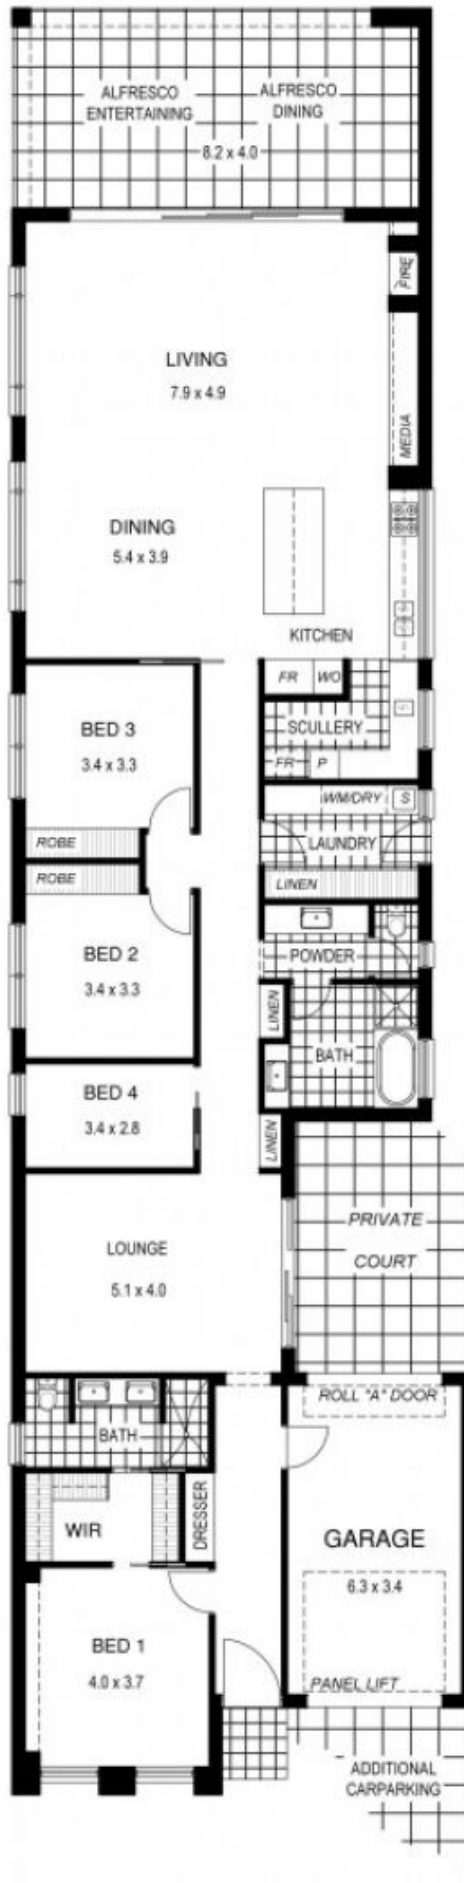 ALFRESCO
ENTERTAINING
ALFRESCO
DINING
8.2 x 4.0
FIRE
LIVING
7.9 x 4.9
MEDIA
DINING
5.4 x 3.9
KITCHEN
FR
WO
BED 3
3.4 x 3.3
SCULLERY
FR
P
WM/DRY
S
ROBE
LAUNDRY
ROBE
LINEN
BED 2
3.4 x 3.3
POWDER
LINEN
BATH
BED 4
3.4 x 2.8
LINEN
PRIVATE
COURT
LOUNGE
5.1 x 4.0
ROLL "A" DOOR
BATH
DRESSER
WIR
GARAGE
6.3 x 3.4
BED 1
4.0 x 3.7
PANEL LIFT
ADDITIONAL
CARPARKING